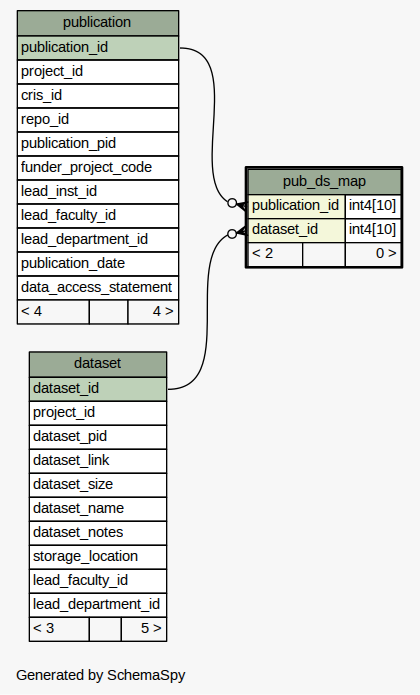 publication
publication_id
project_id
cris_id
repo_id
publication_pid
funder_project_code
lead_inst_id
lead_faculty_id
lead_department_id
publication_date
data_access_statement
< 4 4 >
pub_ds_map
publication_id int4[10]
dataset_id int4[10]
< 2 0 >
dataset
dataset_id
project_id
dataset_pid
dataset_link
dataset_size
dataset_name
dataset_notes
storage_location
lead_faculty_id
lead_department_id
< 3 5 >
Generated by SchemaSpy